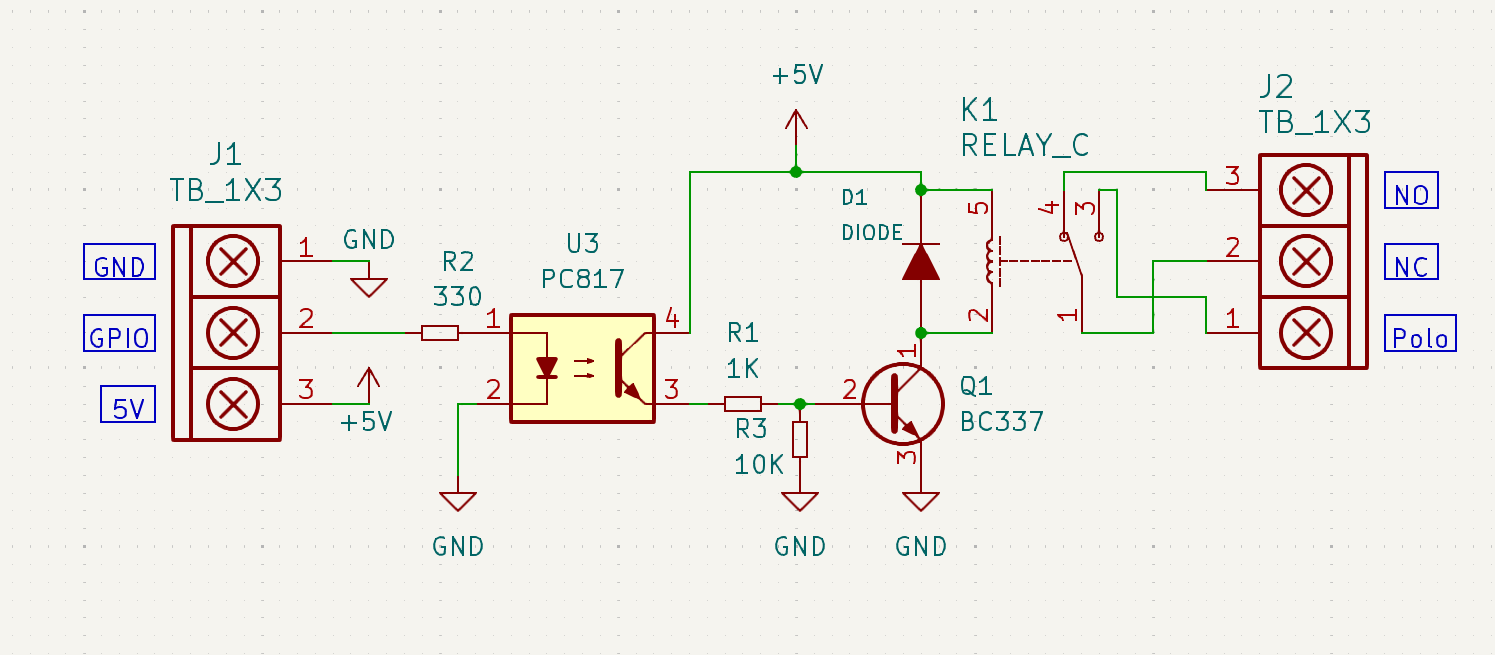 +5V
J2
TB_1X3
K1
RELAY_C
J1
TB_1X3
3
NO
D1
DIODE
5
4
3
GND
1
GND
U3
PC817
R2
330
2
NC
GPIO
2
1
4
R1
1K
2
1
1
Polo
1
5V
3
+5V
2
3
R3
10K
2
Q1
BC337
3
GND
GND
GND